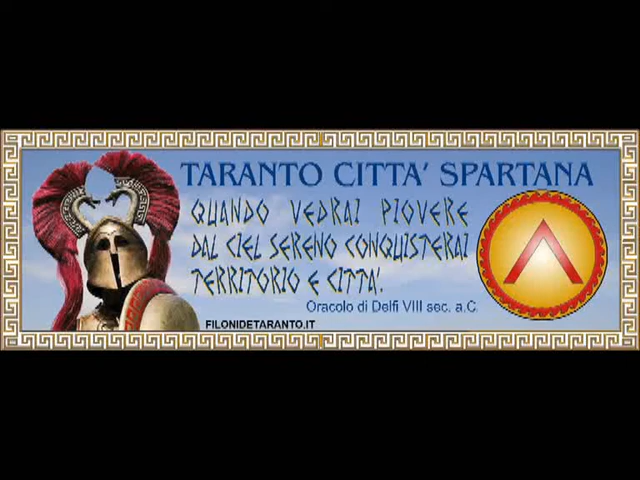 TARANTO CITTA' SPARTANA
QUANDO VEDRAI PIOVERE
DAL CIEL SERENO CONQUISTERAI
TERRITORIO E CITTA'.
Oracolo di Delfi VIII sec. a.C.
FILONIDETARANTO.IT